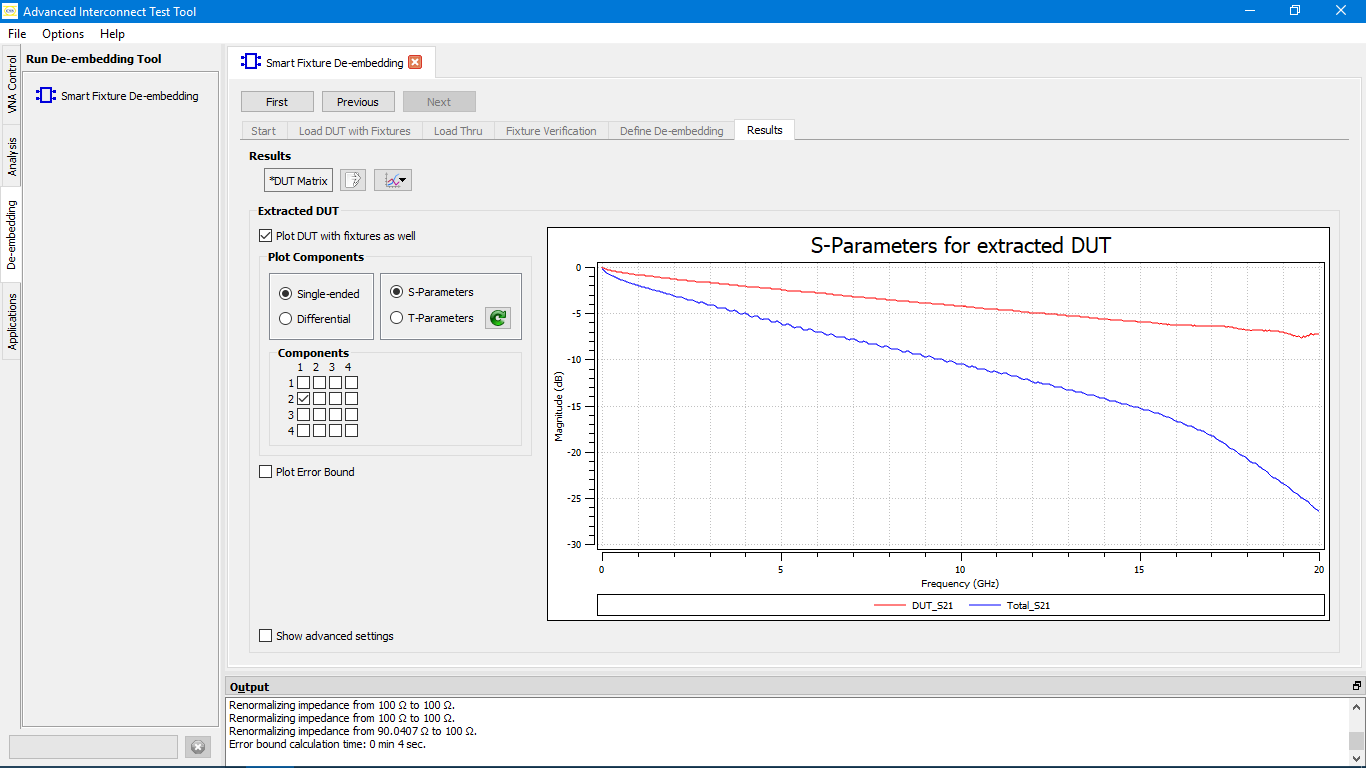 Advanced Interconnect Test Tool
File Options Help
VNA Control
Analysis
De-embedding
Applications
Run De-embedding Tool
Smart Fixture De-embedding
Smart Fixture De-embedding
First Previous Next
Start Load DUT with Fixtures Load Thru Fixture Verification Define De-embedding Results
Results
*DUT Matrix
Extracted DUT
Plot DUT with fixtures as well
Plot Components
Single-ended
Differential
S-Parameters
T-Parameters
Components
1 2 3 4
1
2
3
4
Plot Error Bound
Show advanced settings
S-Parameters for extracted DUT
Magnitude (dB)
0
-5
-10
-15
-20
-25
-30
0 5 10 15 20
Frequency (GHz)
DUT_S21 Total_S21
Output
Renormalizing impedance from 100 Ω to 100 Ω.
Renormalizing impedance from 100 Ω to 100 Ω.
Renormalizing impedance from 90.0407 Ω to 100 Ω.
Error bound calculation time: 0 min 4 sec.